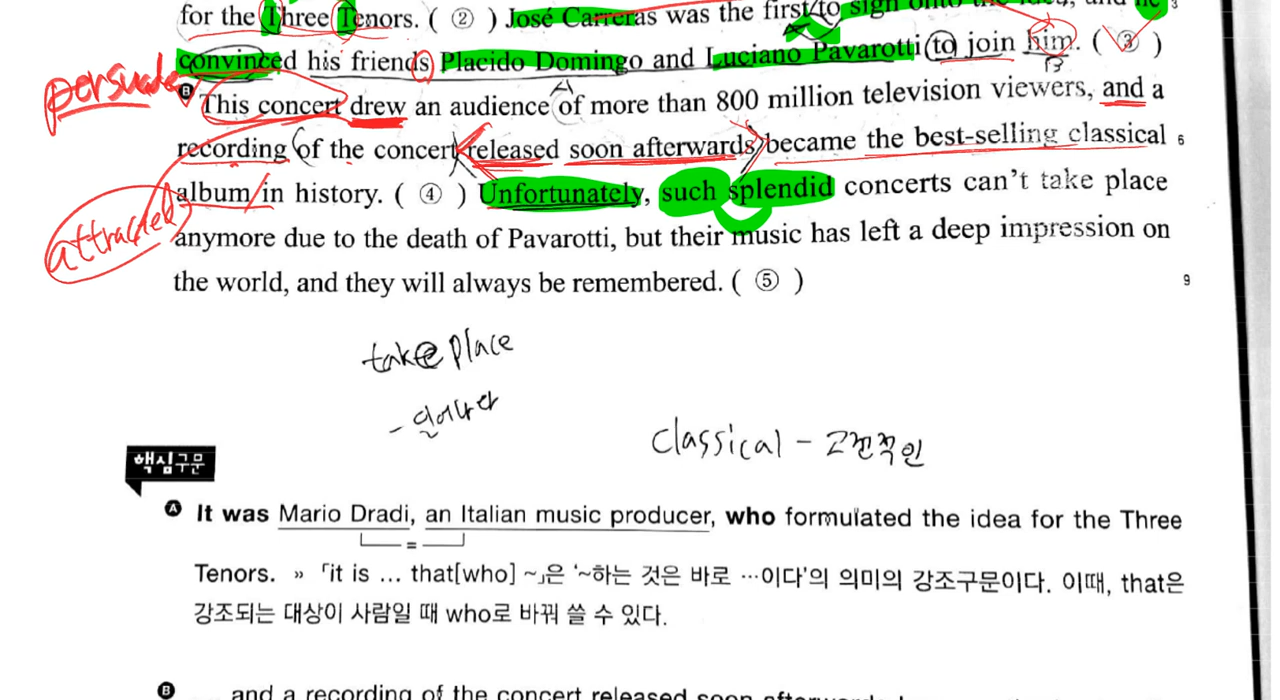 for the Three Tenors. ( ② ) José Carreras was the first to sign onto the
convinced his friends Placido Domingo and Luciano Pavarotti to join him. ( ③ )
persuade
B This concert drew an audience of more than 800 million television viewers, and a
recording of the concert released soon afterwards became the best-selling classical 6
album in history. ( ④ ) Unfortunately, such splendid concerts can't take place
attracted
anymore due to the death of Pavarotti, but their music has left a deep impression on
the world, and they will always be remembered. ( ⑤ ) 9
take place
- 일어나다
classical - 고전적인
핵심구문
A It was Mario Dradi, an Italian music producer, who formulated the idea for the Three
=
Tenors. » 「it is ... that[who] ~」은 '~하는 것은 바로 …이다'의 의미의 강조구문이다. 이때, that은
강조되는 대상이 사람일 때 who로 바꿔 쓸 수 있다.
B ... and a recording of the concert released soon afterwards